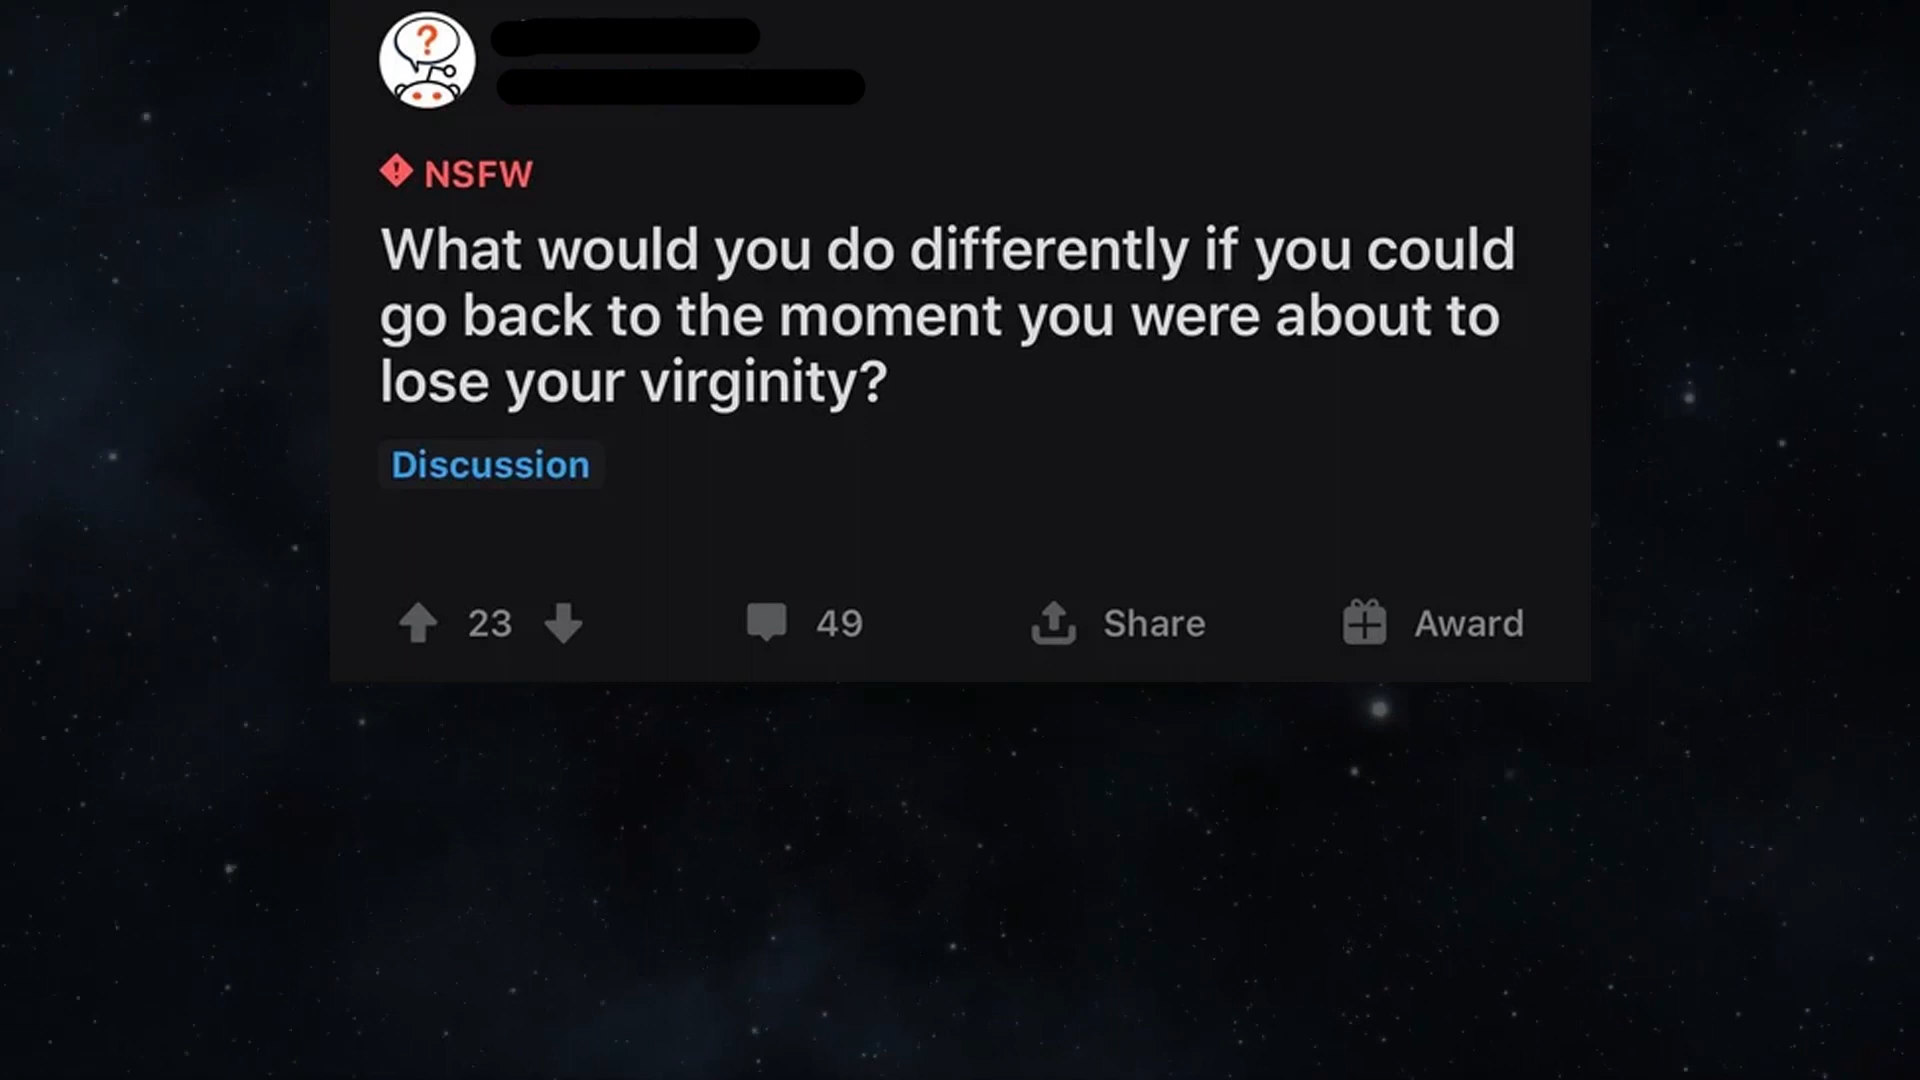 NSFW
What would you do differently if you could
go back to the moment you were about to
lose your virginity?
Discussion
23 49 Share Award